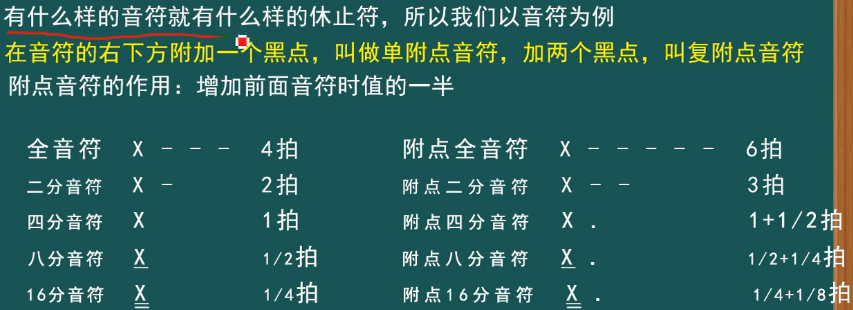 有什么样的音符就有什么样的休止符，所以我们以音符为例
在音符的右下方附加一个黑点，叫做单附点音符，加两个黑点，叫复附点音符
附点音符的作用：增加前面音符时值的一半
全音符 X - - - 4拍 附点全音符 X - - - - - 6拍
二分音符 X - 2拍 附点二分音符 X - - 3拍
四分音符 X 1拍 附点四分音符 X . 1+1/2拍
八分音符 X 1/2拍 附点八分音符 X . 1/2+1/4拍
16分音符 X 1/4拍 附点16分音符 X . 1/4+1/8拍